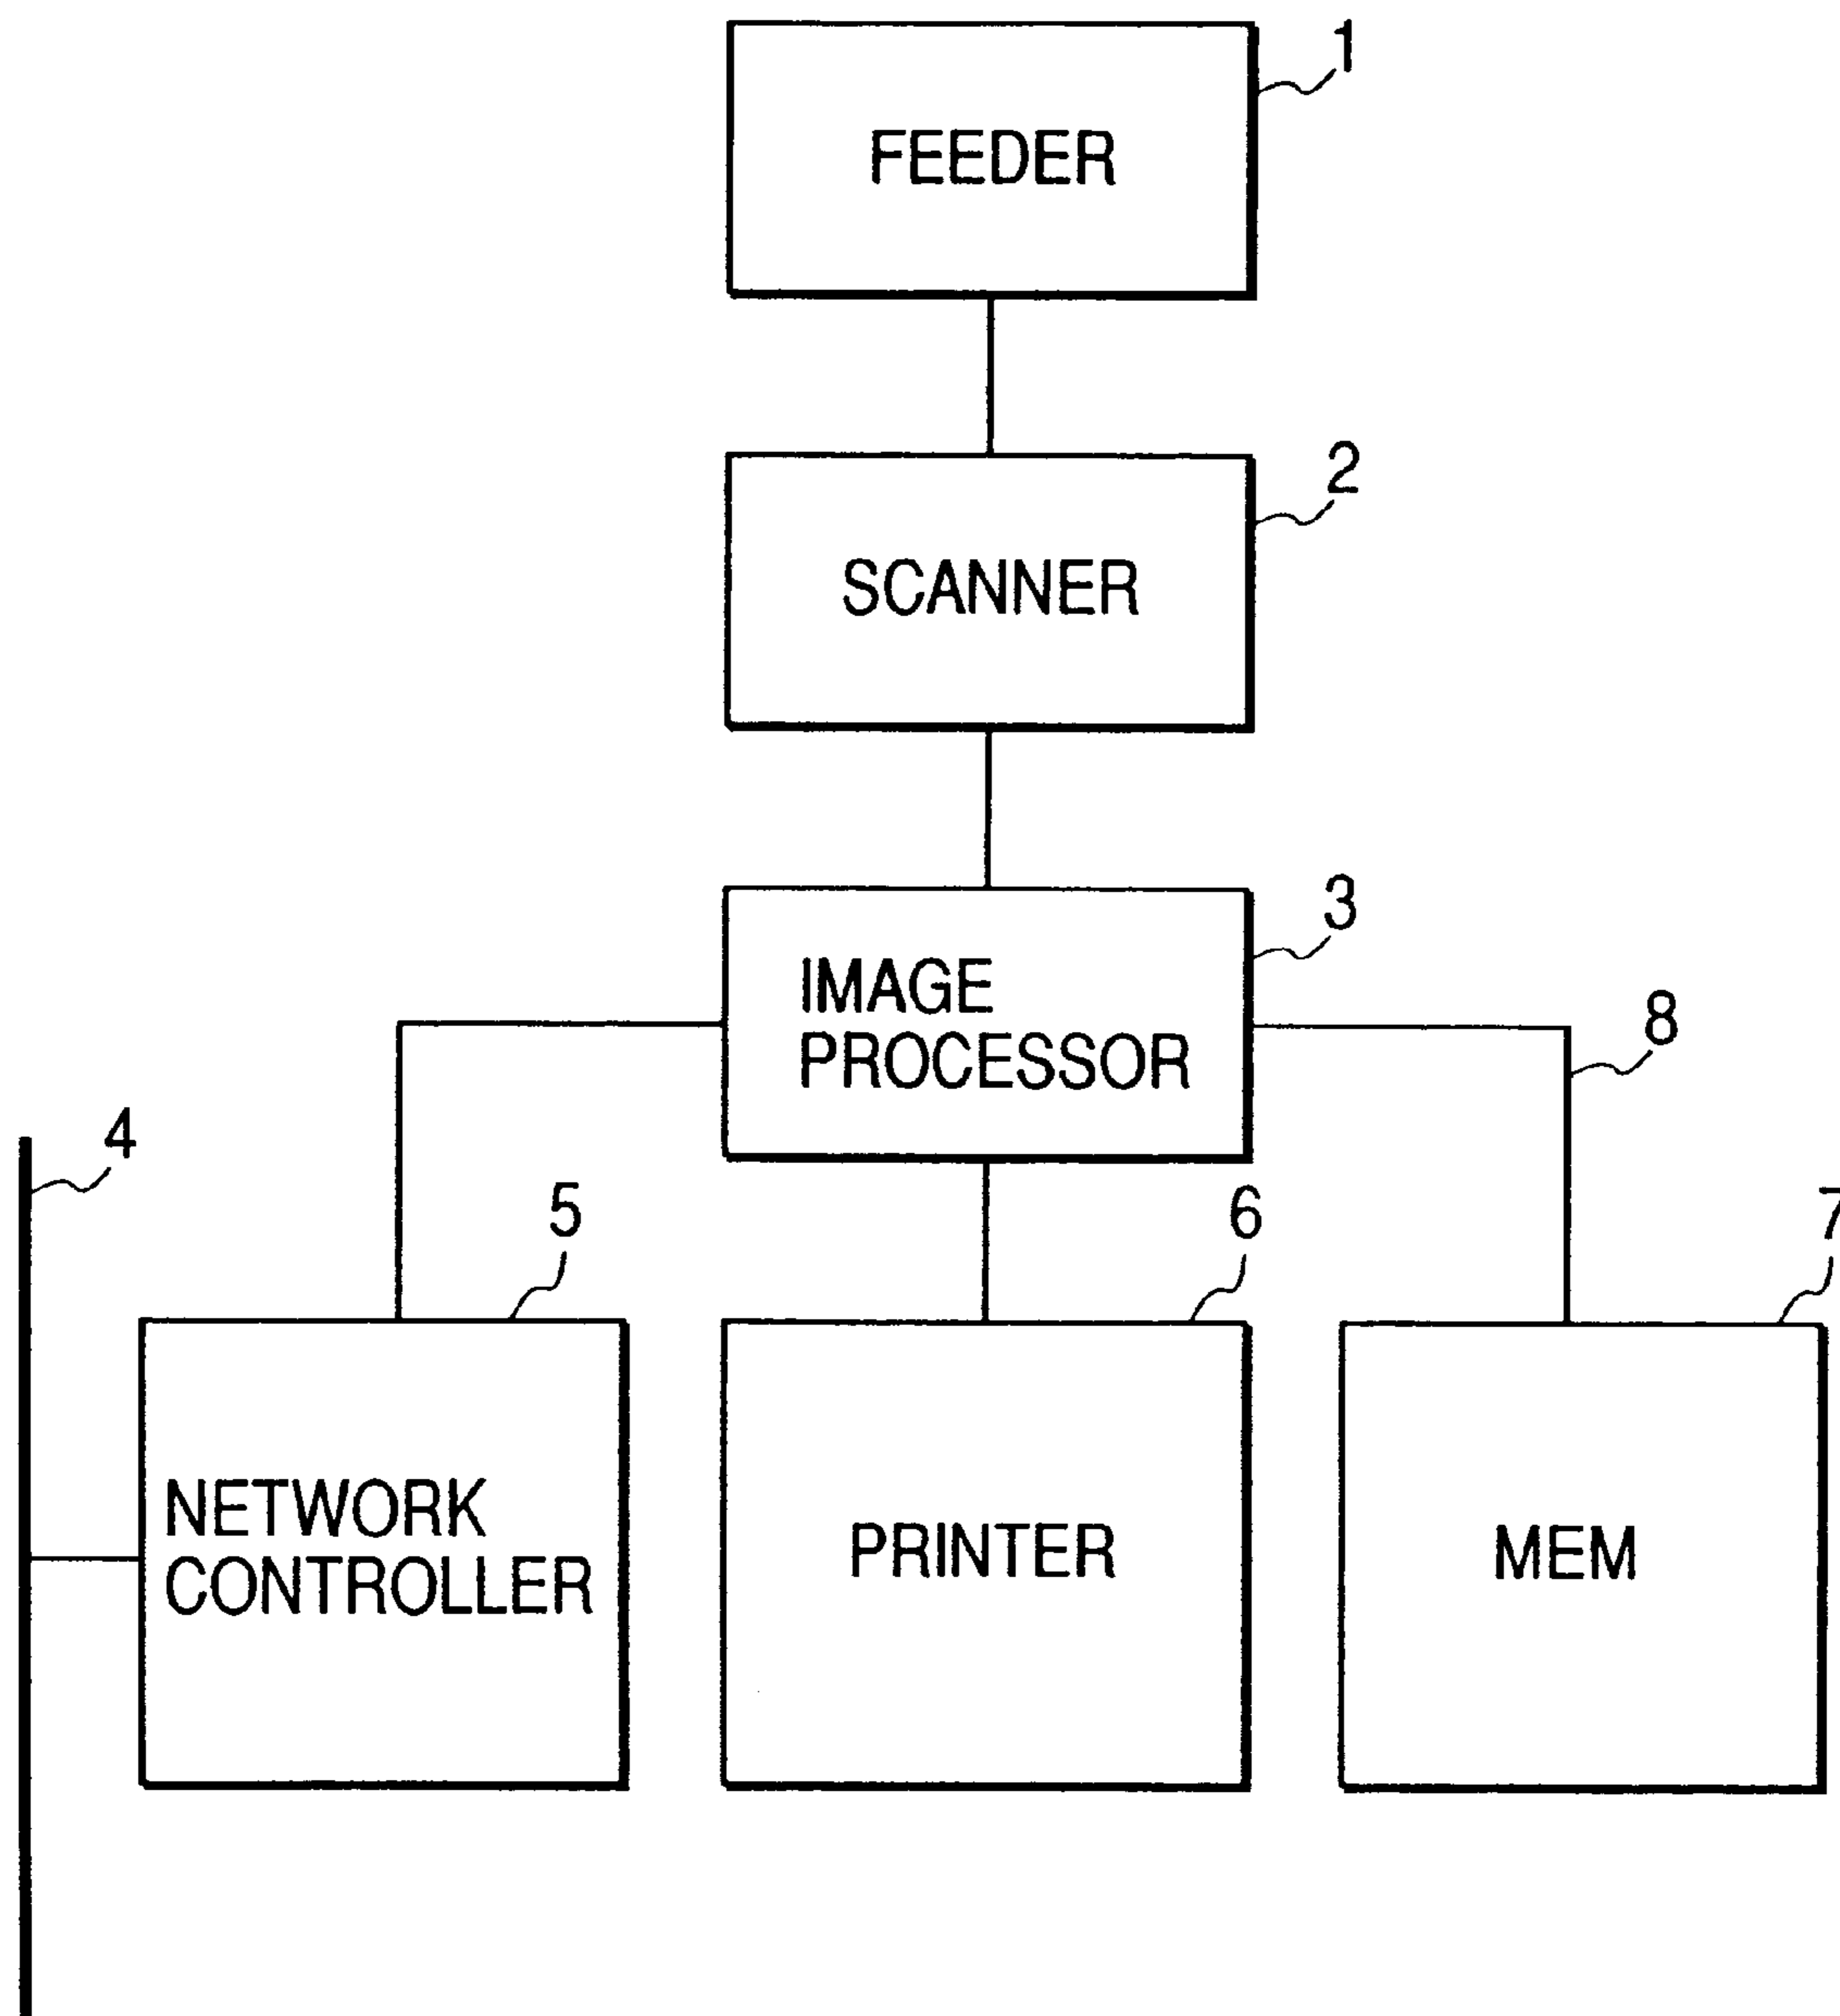 1
FEEDER
2
SCANNER
3
IMAGE
PROCESSOR
8
4
5
6
7
NETWORK
CONTROLLER
PRINTER
MEM